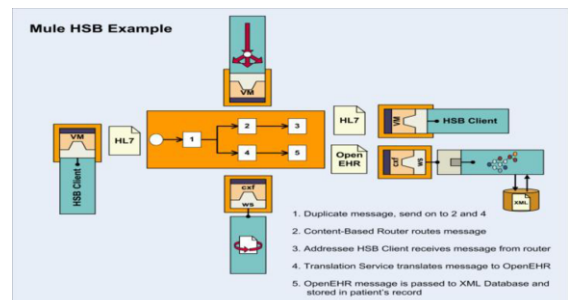 Mule HSB Example
VM
VM
HL7
HSB Client
1
2
3
4
5
HL7
VM
HSB Client
Open
EHR
cxf
ws
XML
cxf
ws
1. Duplicate message, send on to 2 and 4
2. Content-Based Router routes message
3. Addressee HSB Client receives message from router
4. Translation Service translates message to OpenEHR
5. OpenEHR message is passed to XML Database and
stored in patient's record